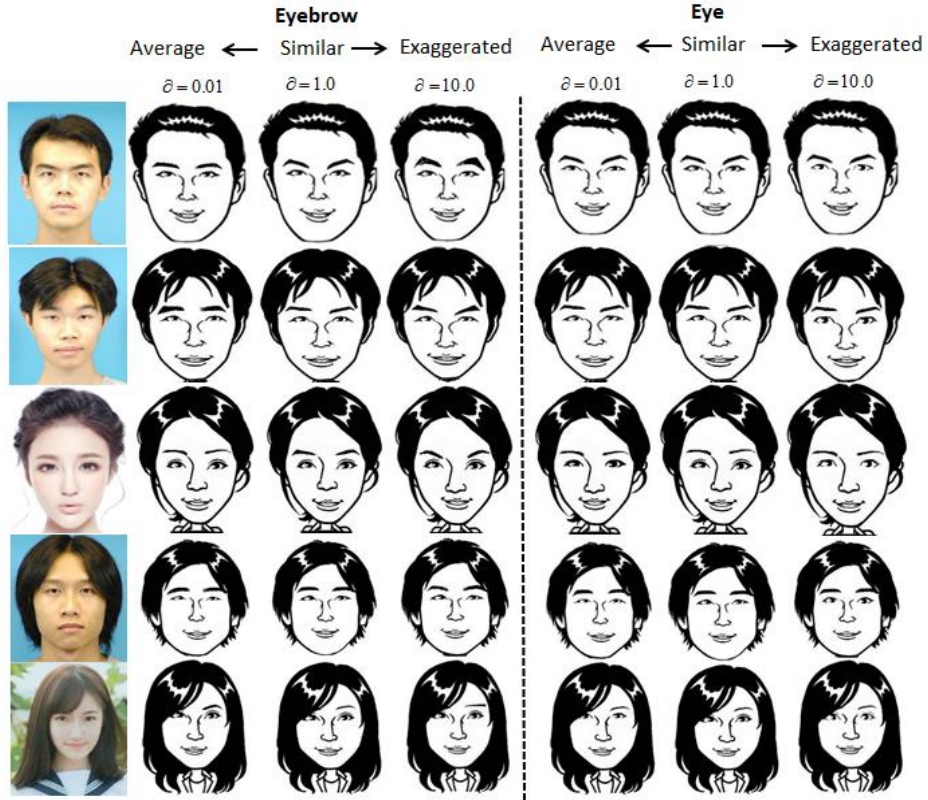 Eyebrow
Average Similar Exaggerated
∂ = 0.01 ∂ = 1.0 ∂ = 10.0
Eye
Average Similar Exaggerated
∂ = 0.01 ∂ = 1.0 ∂ = 10.0